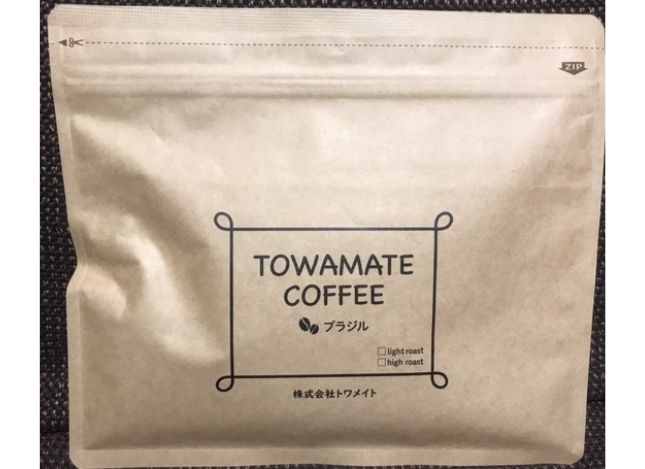 ZIP
TOWAMATE
COFFEE
ブラジル
light roast
high roast
株式会社トワメイト